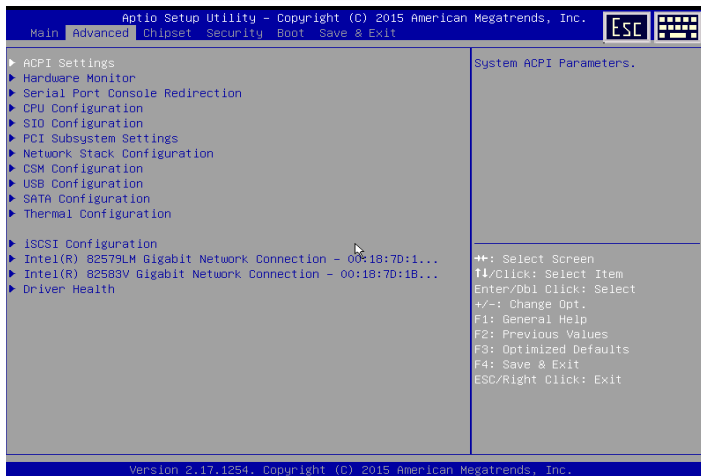 Aptio Setup Utility – Copyright (C) 2015 American Megatrends, Inc.
Main Advanced Chipset Security Boot Save & Exit
Esc
ACPI Settings
Hardware Monitor
Serial Port Console Redirection
CPU Configuration
SIO Configuration
PCI Subsystem Settings
Network Stack Configuration
CSM Configuration
USB Configuration
SATA Configuration
Thermal Configuration
iSCSI Configuration
Intel(R) 82579LM Gigabit Network Connection – 00:18:7D:1...
Intel(R) 82583V Gigabit Network Connection – 00:18:7D:1B...
Driver Health
System ACPI Parameters.
→←: Select Screen
↑↓/Click: Select Item
Enter/Dbl Click: Select
+/-: Change Opt.
F1: General Help
F2: Previous Values
F3: Optimized Defaults
F4: Save & Exit
ESC/Right Click: Exit
Version 2.17.1254. Copyright (C) 2015 American Megatrends, Inc.